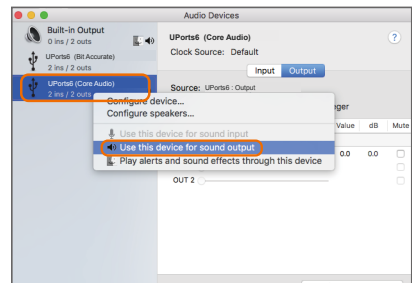 Audio Devices
Built-in Output
0 ins / 2 outs
UPorts6 (Bit Accurate)
2 ins / 2 outs
UPorts6 (Core Audio)
2 ins / 2 outs
UPorts6 (Core Audio)
?
Clock Source: Default
Input Output
Source: UPorts6 : Output
Configure device...
Configure speakers...
Use this device for sound input
Use this device for sound output
Play alerts and sound effects through this device
eger
Value dB Mute
0.0 0.0
OUT 2